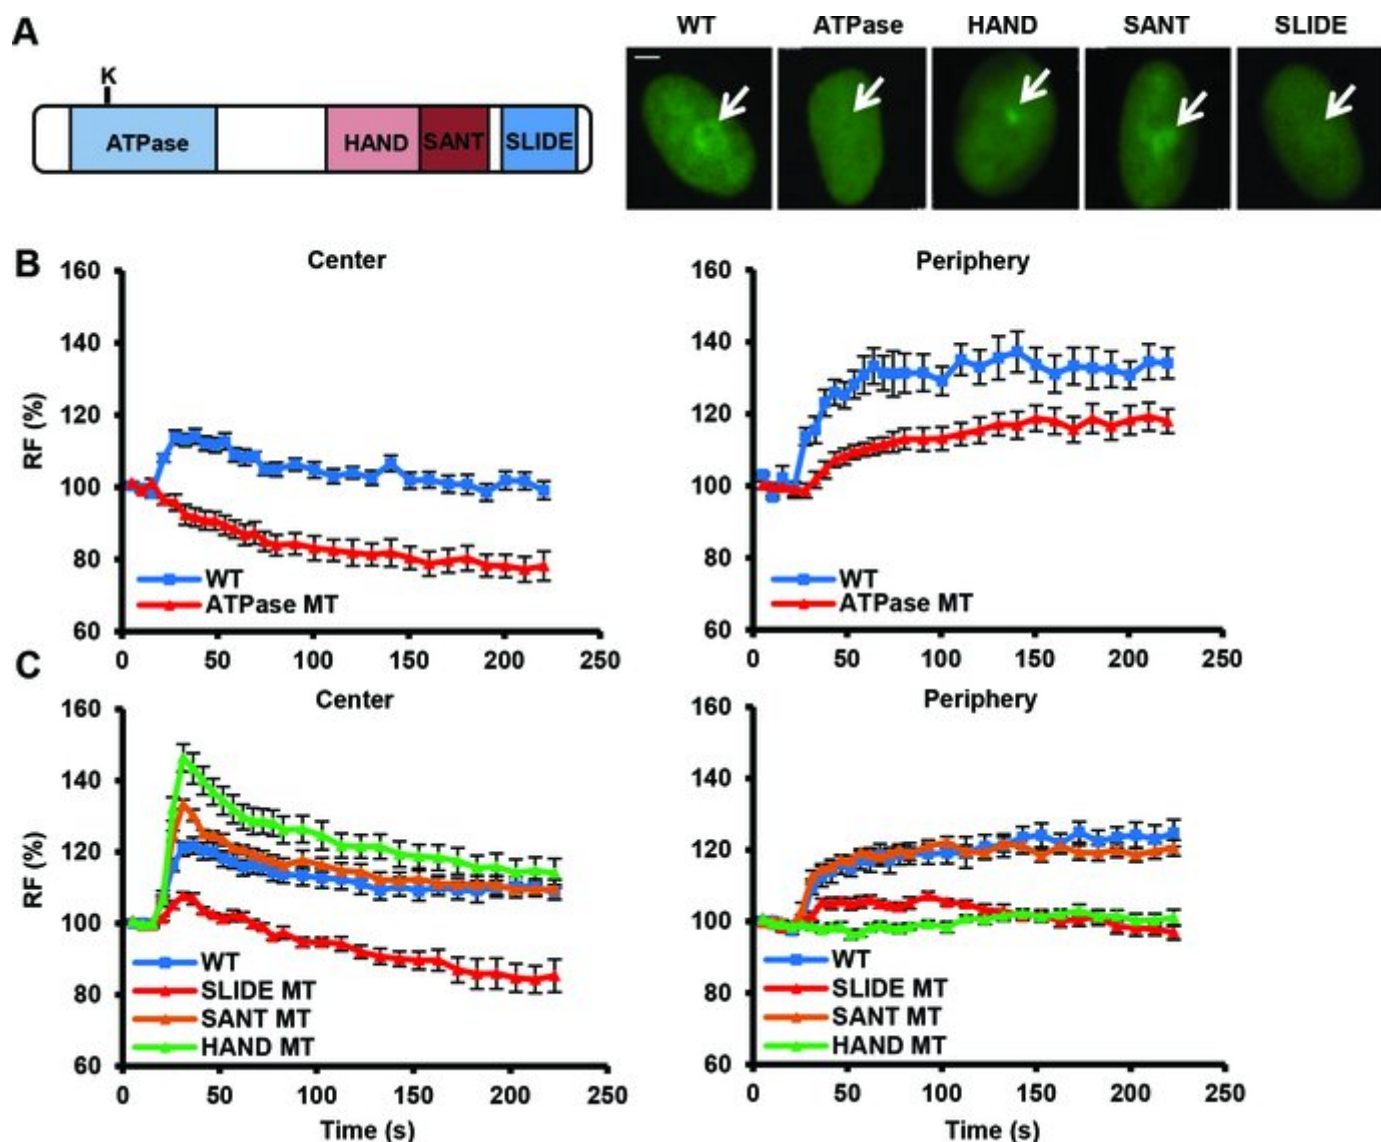 A
WT ATPase HAND SANT SLIDE
K
ATPase HAND SANT SLIDE
B
Center Periphery
160 160
140 140
120 120
100 100
80 80
60 60
RF (%)
WT WT
ATPase MT ATPase MT
0 50 100 150 200 250 0 50 100 150 200 250
C
Center Periphery
160 160
140 140
120 120
100 100
80 80
60 60
RF (%)
WT WT
SLIDE MT SLIDE MT
SANT MT SANT MT
HAND MT HAND MT
0 50 100 150 200 250 0 50 100 150 200 250
Time (s) Time (s)